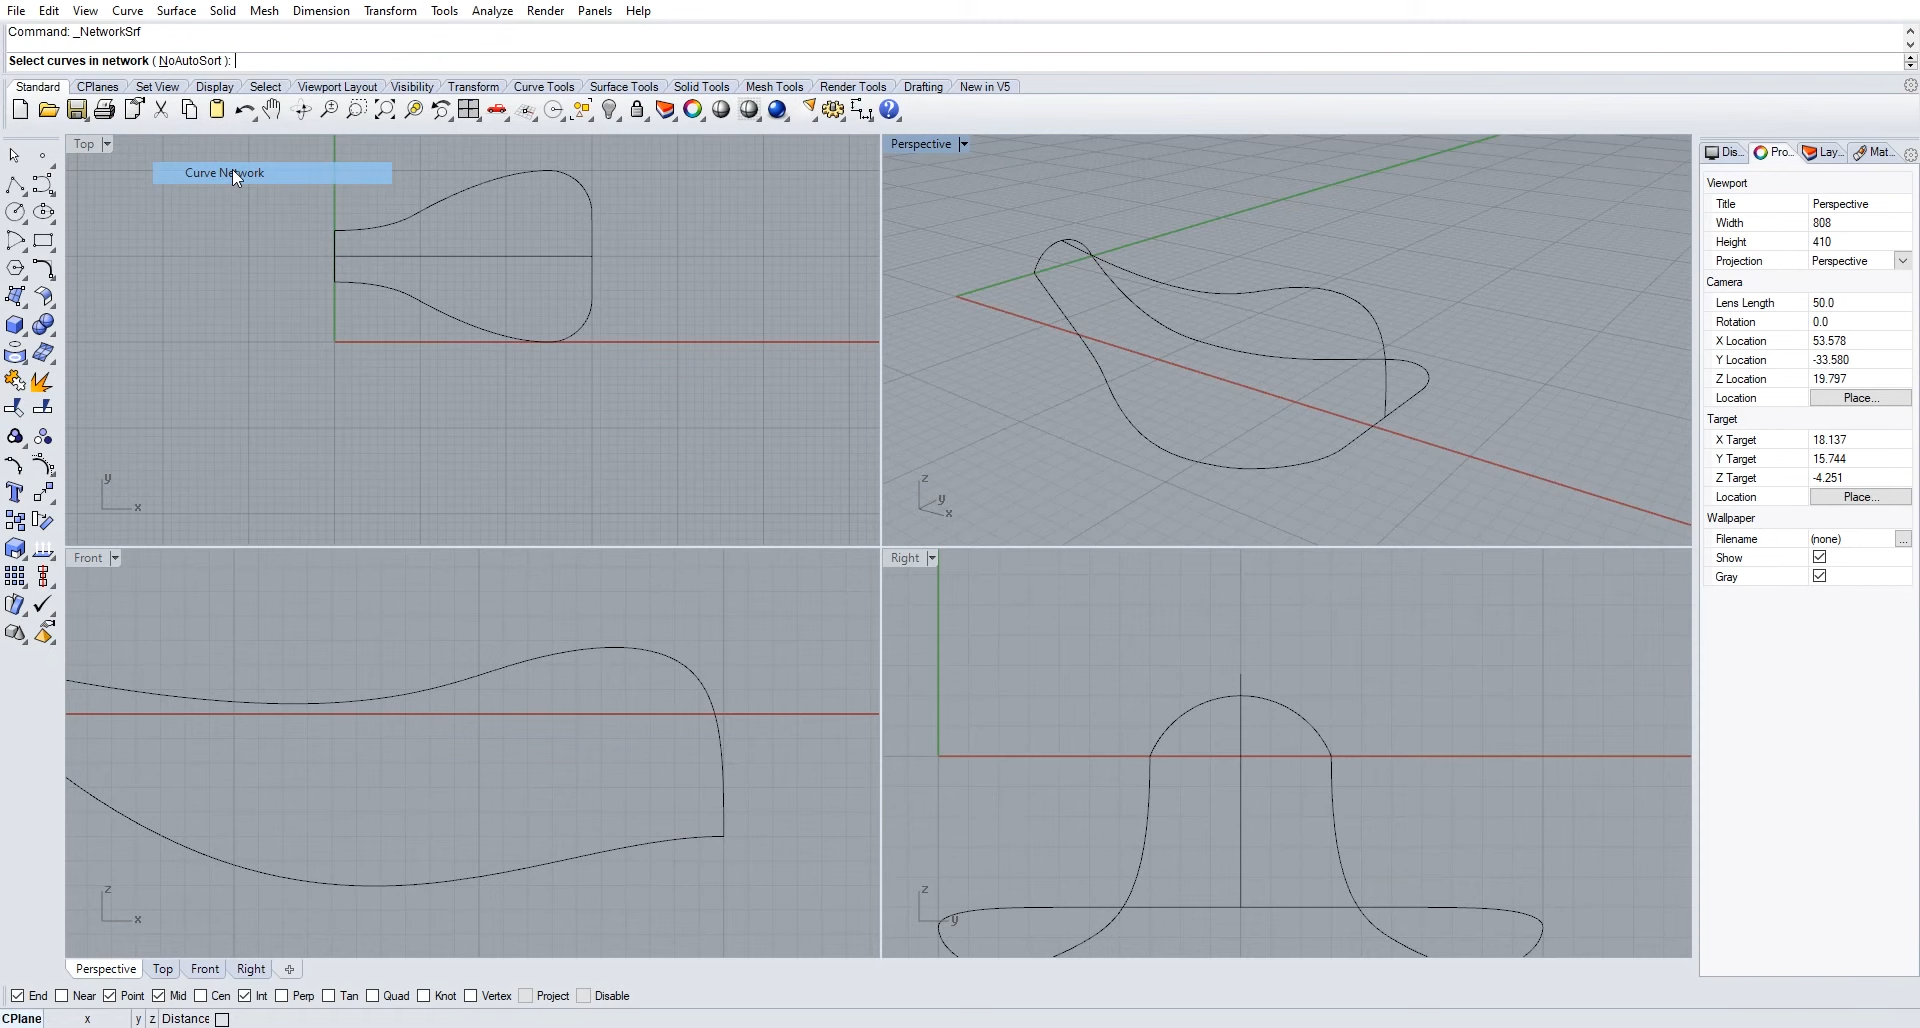 File Edit View Curve Surface Solid Mesh Dimension Transform Tools Analyze Render Panels Help
Command: _NetworkSrf
Select curves in network ( NoAutoSort ):
Standard CPlanes Set View Display Select Viewport Layout Visibility Transform Curve Tools Surface Tools Solid Tools Mesh Tools Render Tools Drafting New in V5
Top
Perspective
Dis... Pro... Lay... Mat...
Curve Network
Viewport
Title Perspective
Width 808
Height 410
Projection Perspective
Camera
Lens Length 50.0
Rotation 0.0
X Location 53.578
Y Location -33.580
Z Location 19.797
Location Place...
Target
X Target 18.137
Y Target 15.744
Z Target -4.251
Location Place...
Wallpaper
Filename (none) ...
Show
Gray
y
x
z
y
x
Front
Right
z
x
z
y
Perspective Top Front Right
End Near Point Mid Cen Int Perp Tan Quad Knot Vertex Project Disable
CPlane x y z Distance